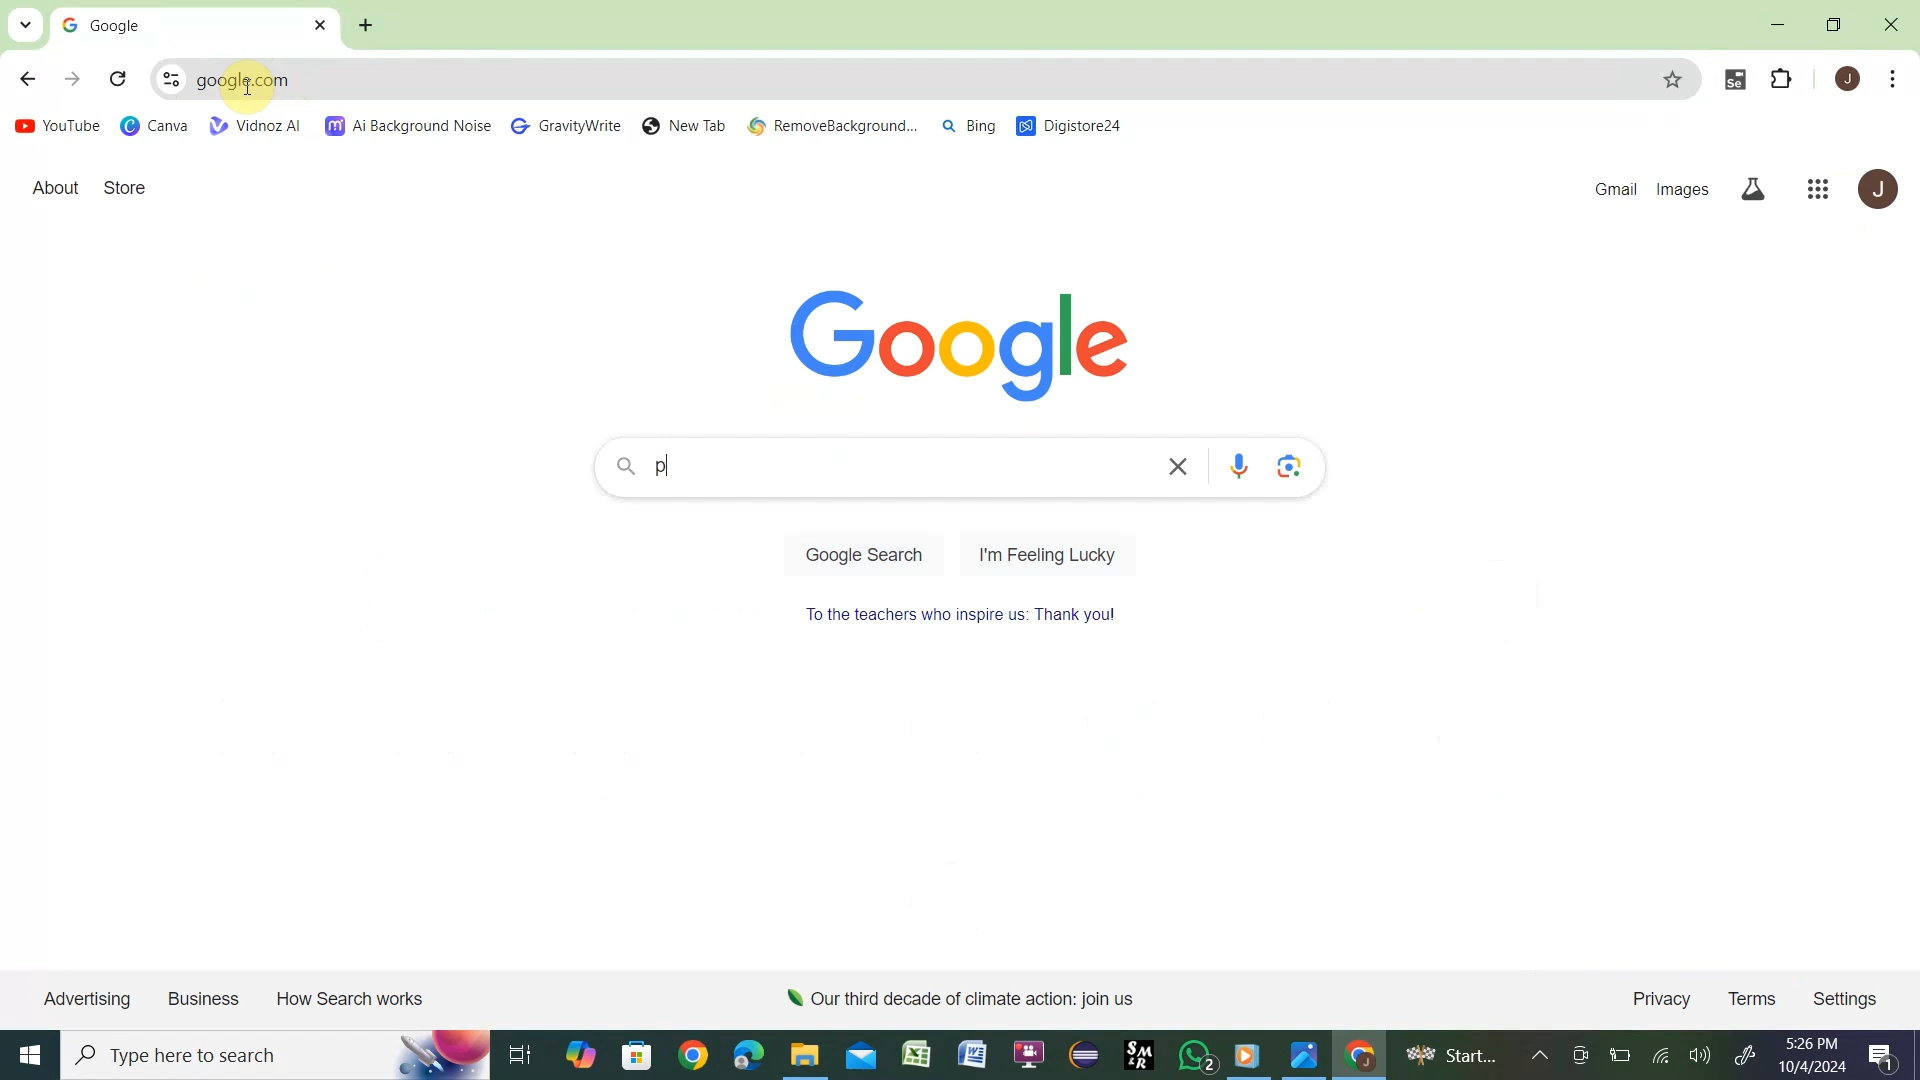 Google
google.com
YouTube Canva Vidnoz AI Ai Background Noise GravityWrite New Tab RemoveBackground... Bing Digistore24
About Store Gmail Images J
Google
p
Google Search I'm Feeling Lucky
To the teachers who inspire us: Thank you!
Advertising Business How Search works Our third decade of climate action: join us Privacy Terms Settings
Type here to search 2 Start... 5:26 PM
10/4/2024 1